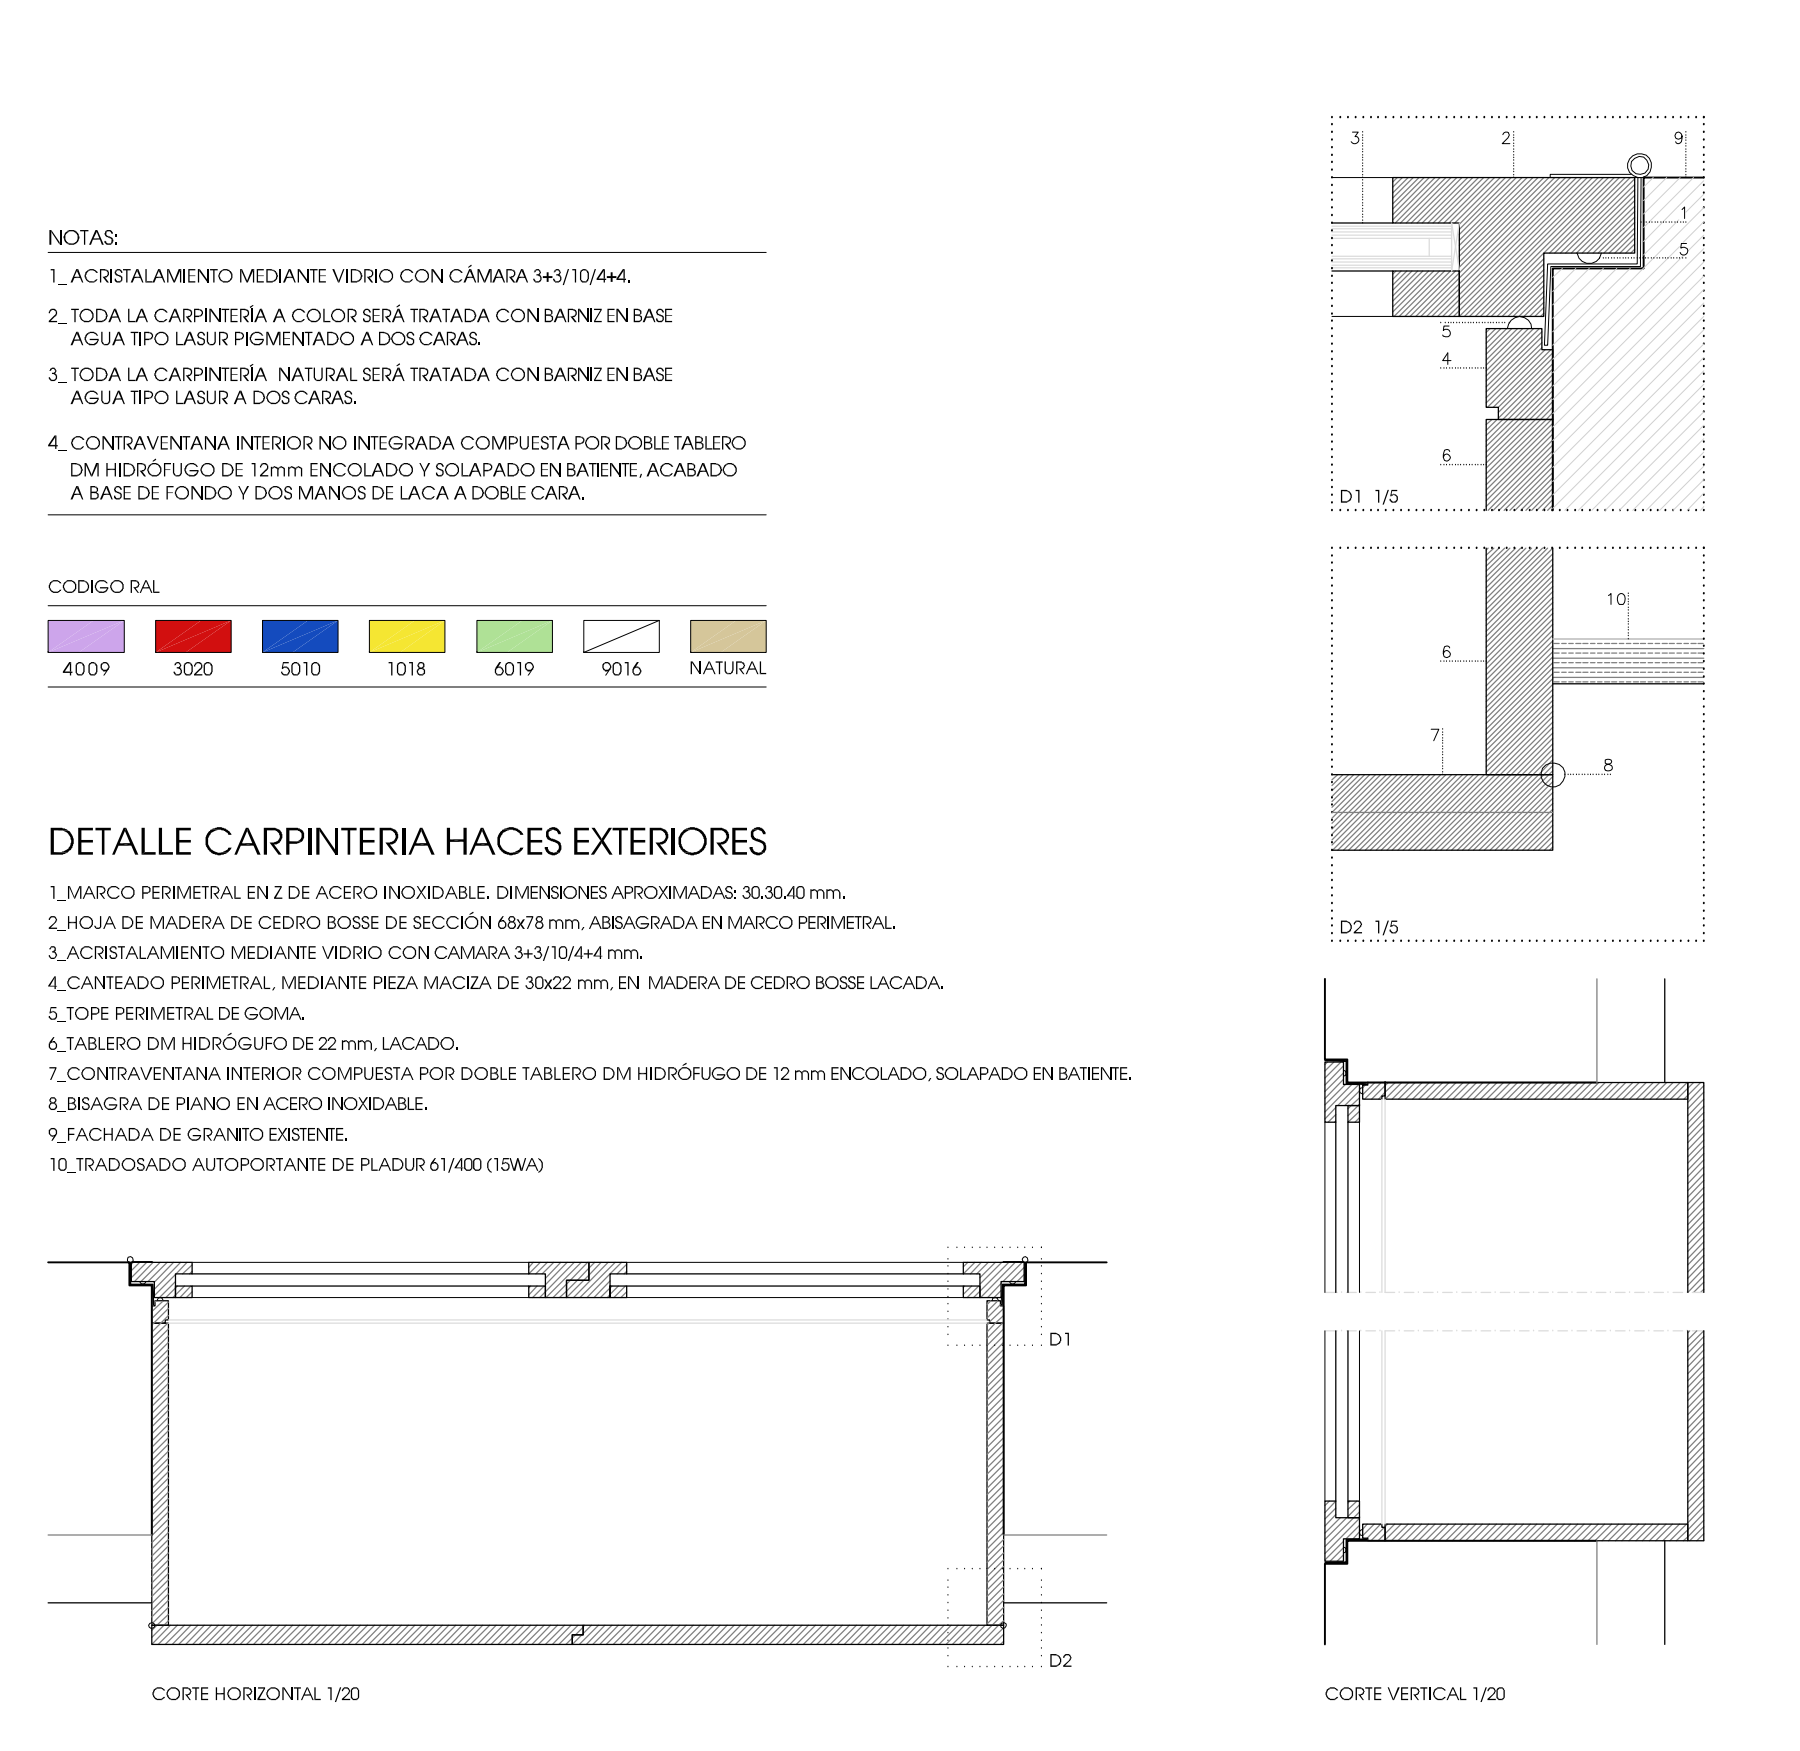 NOTAS:
1_ ACRISTALAMIENTO MEDIANTE VIDRIO CON CÁMARA 3+3/10/4+4.
2_ TODA LA CARPINTERÍA A COLOR SERÁ TRATADA CON BARNIZ EN BASE
AGUA TIPO LASUR PIGMENTADO A DOS CARAS.
3_ TODA LA CARPINTERÍA NATURAL SERÁ TRATADA CON BARNIZ EN BASE
AGUA TIPO LASUR A DOS CARAS.
4_ CONTRAVENTANA INTERIOR NO INTEGRADA COMPUESTA POR DOBLE TABLERO
DM HIDRÓFUGO DE 12mm ENCOLADO Y SOLAPADO EN BATIENTE, ACABADO
A BASE DE FONDO Y DOS MANOS DE LACA A DOBLE CARA.
CODIGO RAL
4009 3020 5010 1018 6019 9016 NATURAL
DETALLE CARPINTERIA HACES EXTERIORES
1_MARCO PERIMETRAL EN Z DE ACERO INOXIDABLE. DIMENSIONES APROXIMADAS: 30.30.40 mm.
2_HOJA DE MADERA DE CEDRO BOSSE DE SECCIÓN 68x78 mm, ABISAGRADA EN MARCO PERIMETRAL.
3_ACRISTALAMIENTO MEDIANTE VIDRIO CON CAMARA 3+3/10/4+4 mm.
4_CANTEADO PERIMETRAL, MEDIANTE PIEZA MACIZA DE 30x22 mm, EN MADERA DE CEDRO BOSSE LACADA.
5_TOPE PERIMETRAL DE GOMA.
6_TABLERO DM HIDRÓGUFO DE 22 mm, LACADO.
7_CONTRAVENTANA INTERIOR COMPUESTA POR DOBLE TABLERO DM HIDRÓFUGO DE 12 mm ENCOLADO, SOLAPADO EN BATIENTE.
8_BISAGRA DE PIANO EN ACERO INOXIDABLE.
9_FACHADA DE GRANITO EXISTENTE.
10_TRADOSADO AUTOPORTANTE DE PLADUR 61/400 (15WA)
D1
D2
CORTE HORIZONTAL 1/20
3 2 9
1
5
5
4
6
D1 1/5
10
6
7
8
D2 1/5
CORTE VERTICAL 1/20